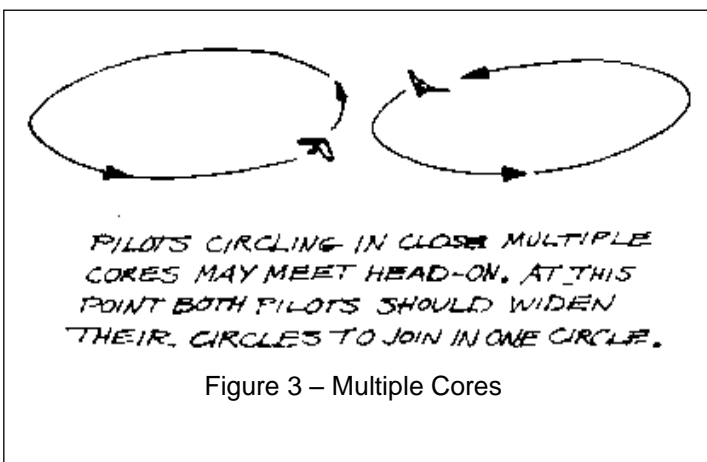 PILOTS CIRCLING IN CLOSE MULTIPLE
CORES MAY MEET HEAD-ON. AT THIS
POINT BOTH PILOTS SHOULD WIDEN
THEIR CIRCLES TO JOIN IN ONE CIRCLE.
Figure 3 – Multiple Cores